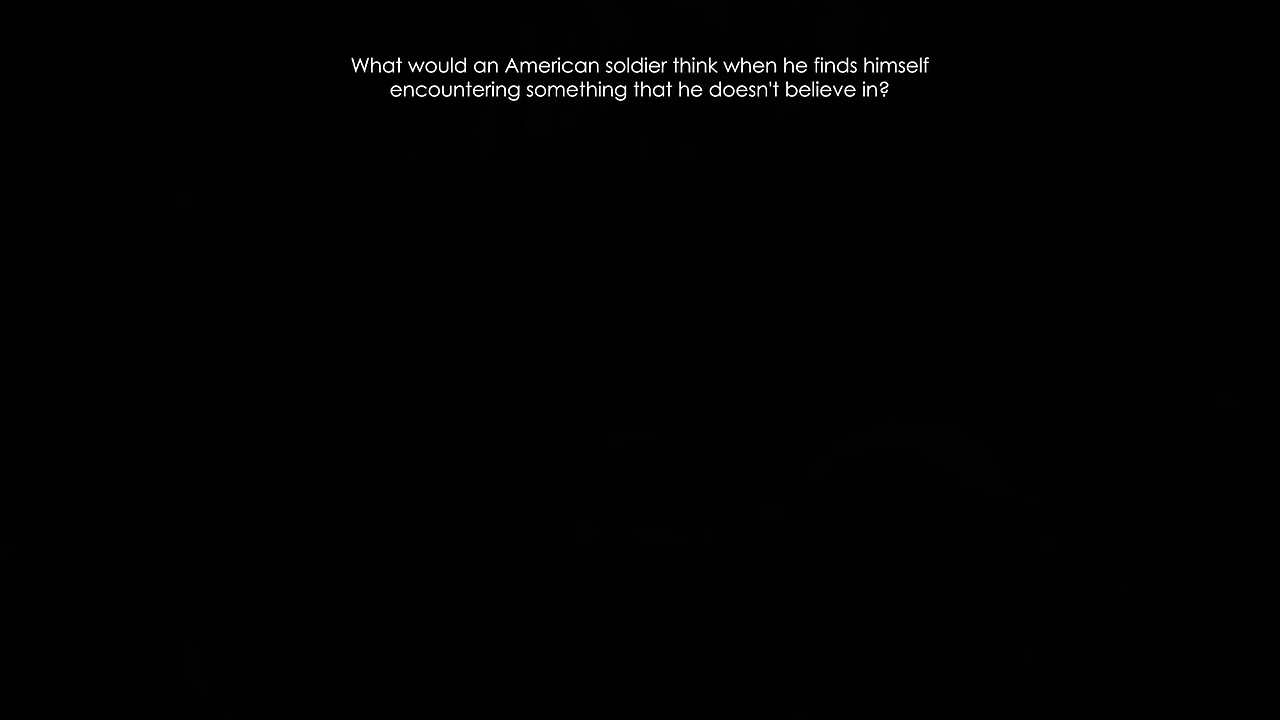 What would an American soldier think when he finds himself
encountering something that he doesn't believe in?